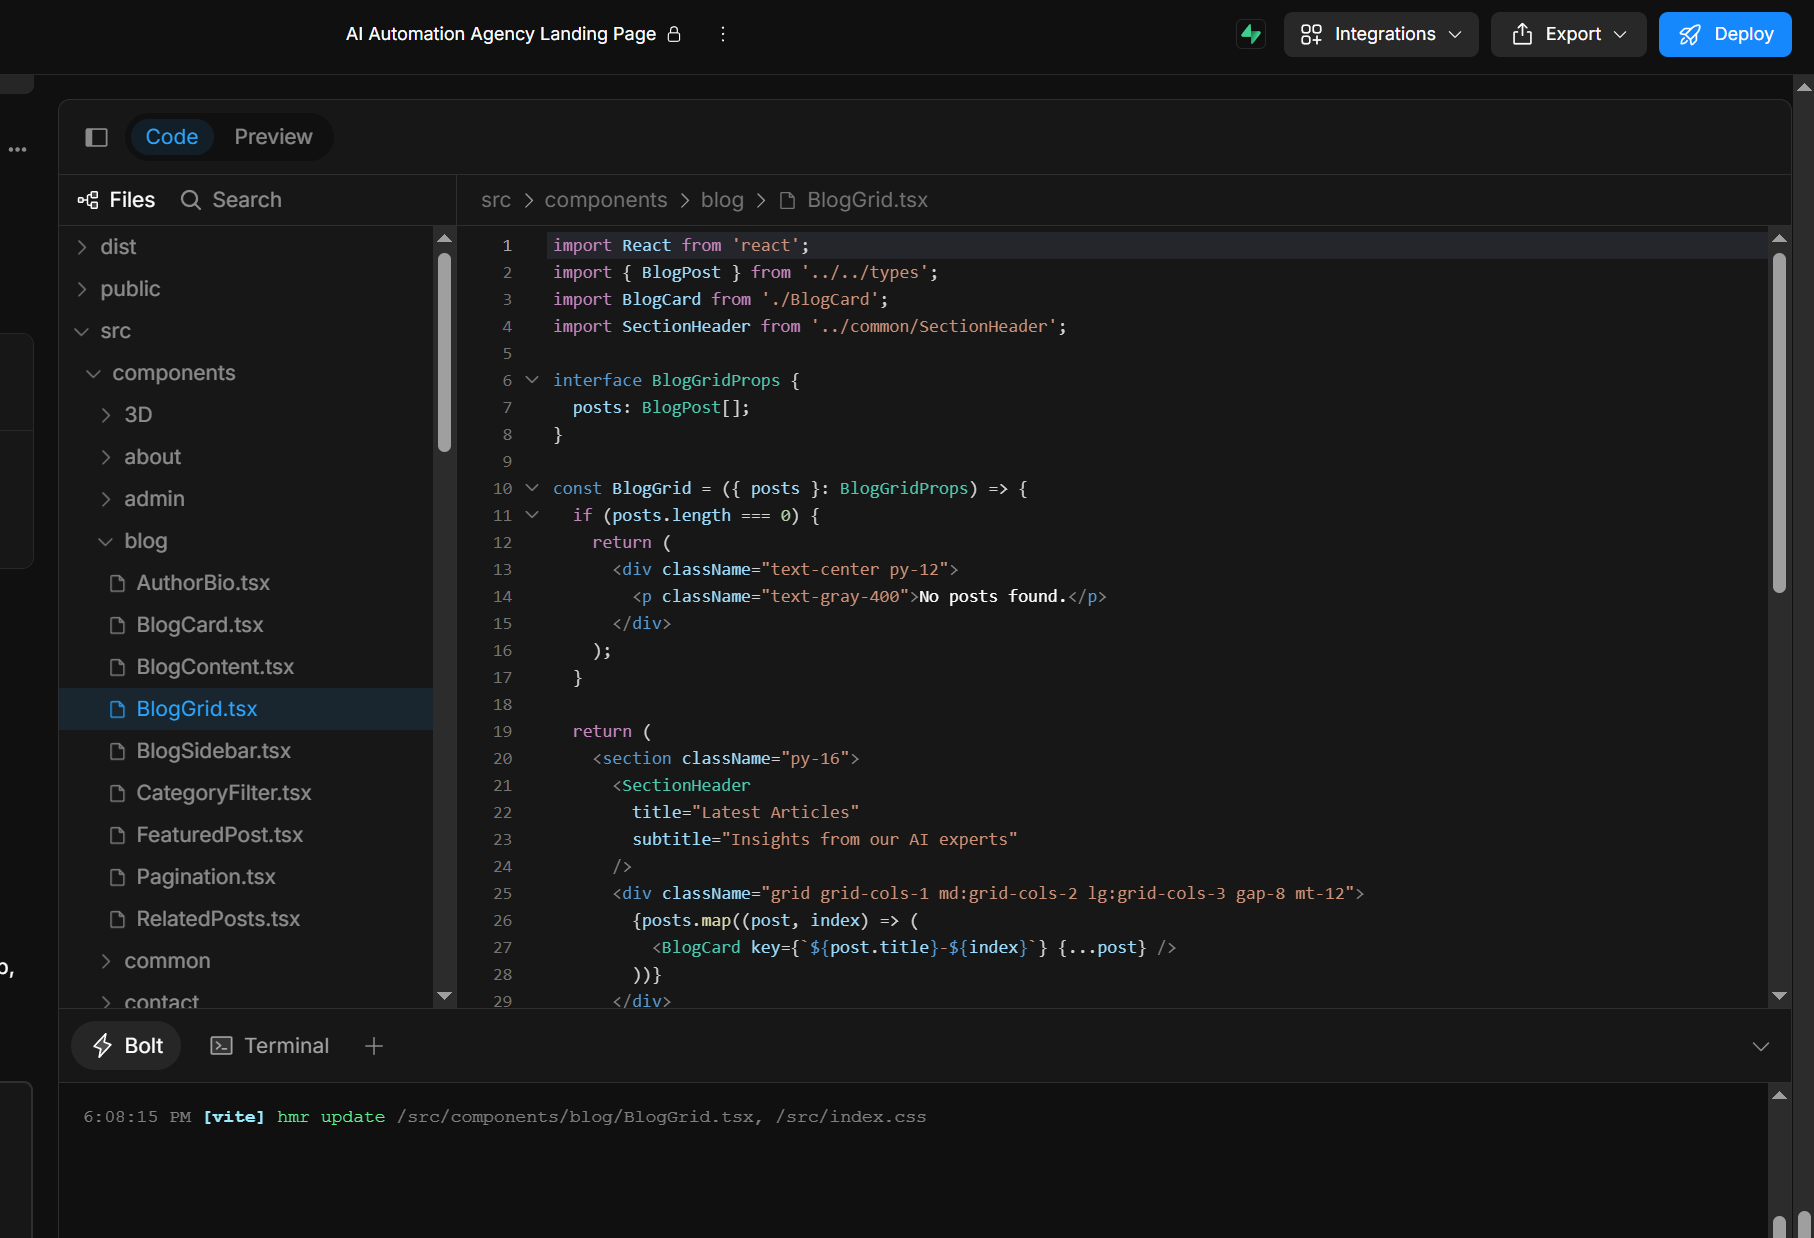 AI Automation Agency Landing Page
Integrations
Export
Deploy
Code
Preview
Files
Search
src > components > blog > BlogGrid.tsx
dist
public
src
components
3D
about
admin
blog
AuthorBio.tsx
BlogCard.tsx
BlogContent.tsx
BlogGrid.tsx
BlogSidebar.tsx
CategoryFilter.tsx
FeaturedPost.tsx
Pagination.tsx
RelatedPosts.tsx
common
contact
1 import React from 'react';
2 import { BlogPost } from '../../types';
3 import BlogCard from './BlogCard';
4 import SectionHeader from '../common/SectionHeader';
5
6 interface BlogGridProps {
7   posts: BlogPost[];
8 }
9
10 const BlogGrid = ({ posts }: BlogGridProps) => {
11   if (posts.length === 0) {
12     return (
13       <div className="text-center py-12">
14         <p className="text-gray-400">No posts found.</p>
15       </div>
16     );
17   }
18
19   return (
20     <section className="py-16">
21       <SectionHeader
22         title="Latest Articles"
23         subtitle="Insights from our AI experts"
24       />
25       <div className="grid grid-cols-1 md:grid-cols-2 lg:grid-cols-3 gap-8 mt-12">
26         {posts.map((post, index) => (
27           <BlogCard key={`${post.title}-${index}`} {...post} />
28         ))}
29       </div>
Bolt
Terminal
6:08:15 PM [vite] hmr update /src/components/blog/BlogGrid.tsx, /src/index.css